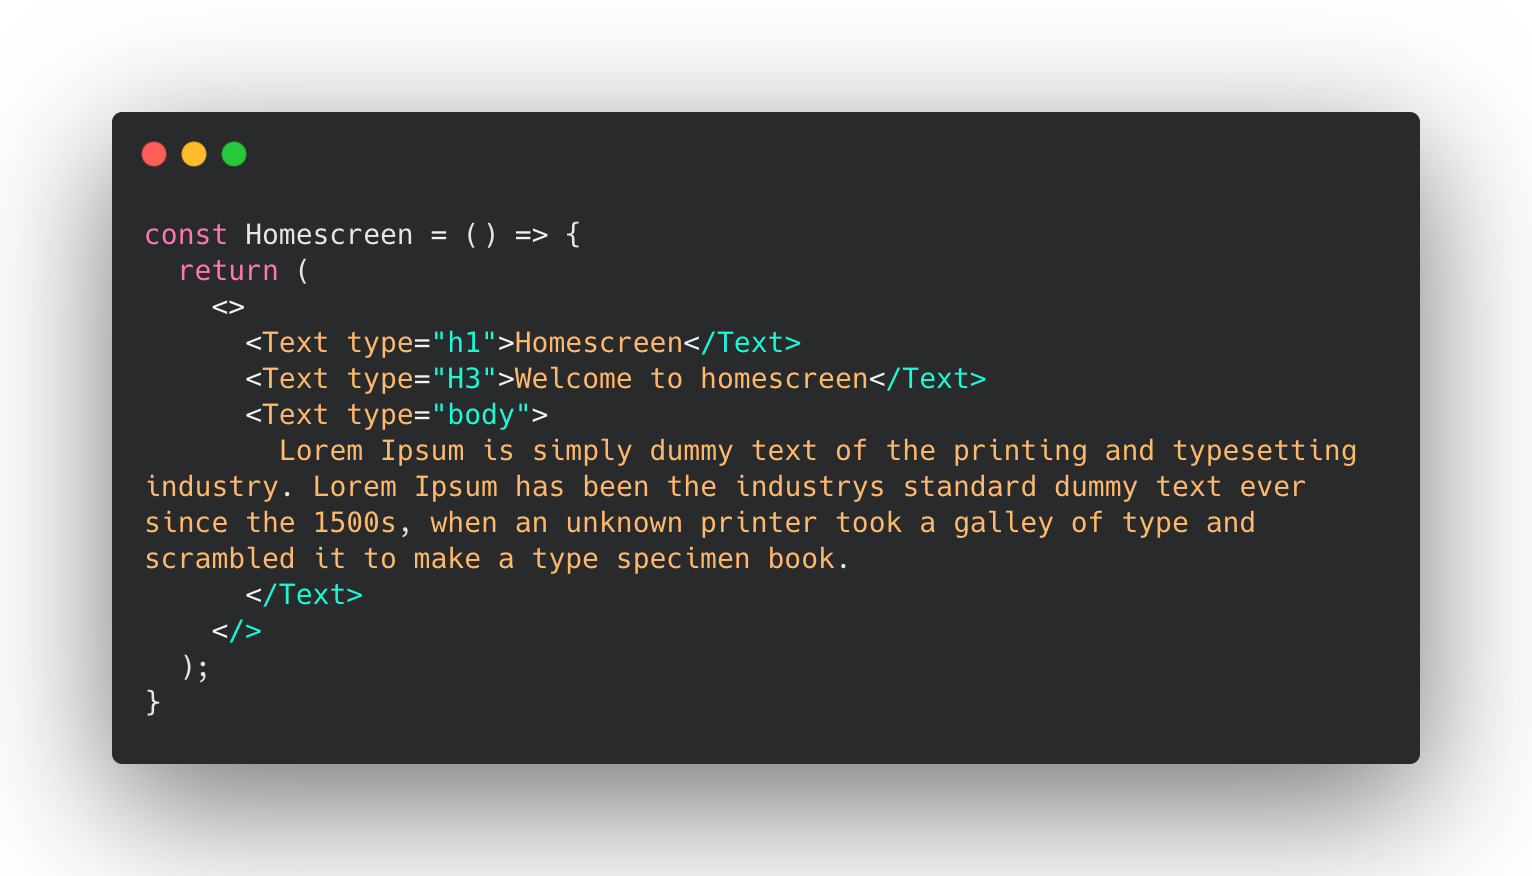 const Homescreen = () => {
  return (
    <>
      <Text type="h1">Homescreen</Text>
      <Text type="H3">Welcome to homescreen</Text>
      <Text type="body">
        Lorem Ipsum is simply dummy text of the printing and typesetting
industry. Lorem Ipsum has been the industrys standard dummy text ever
since the 1500s, when an unknown printer took a galley of type and
scrambled it to make a type specimen book.
      </Text>
    </>
  );
}